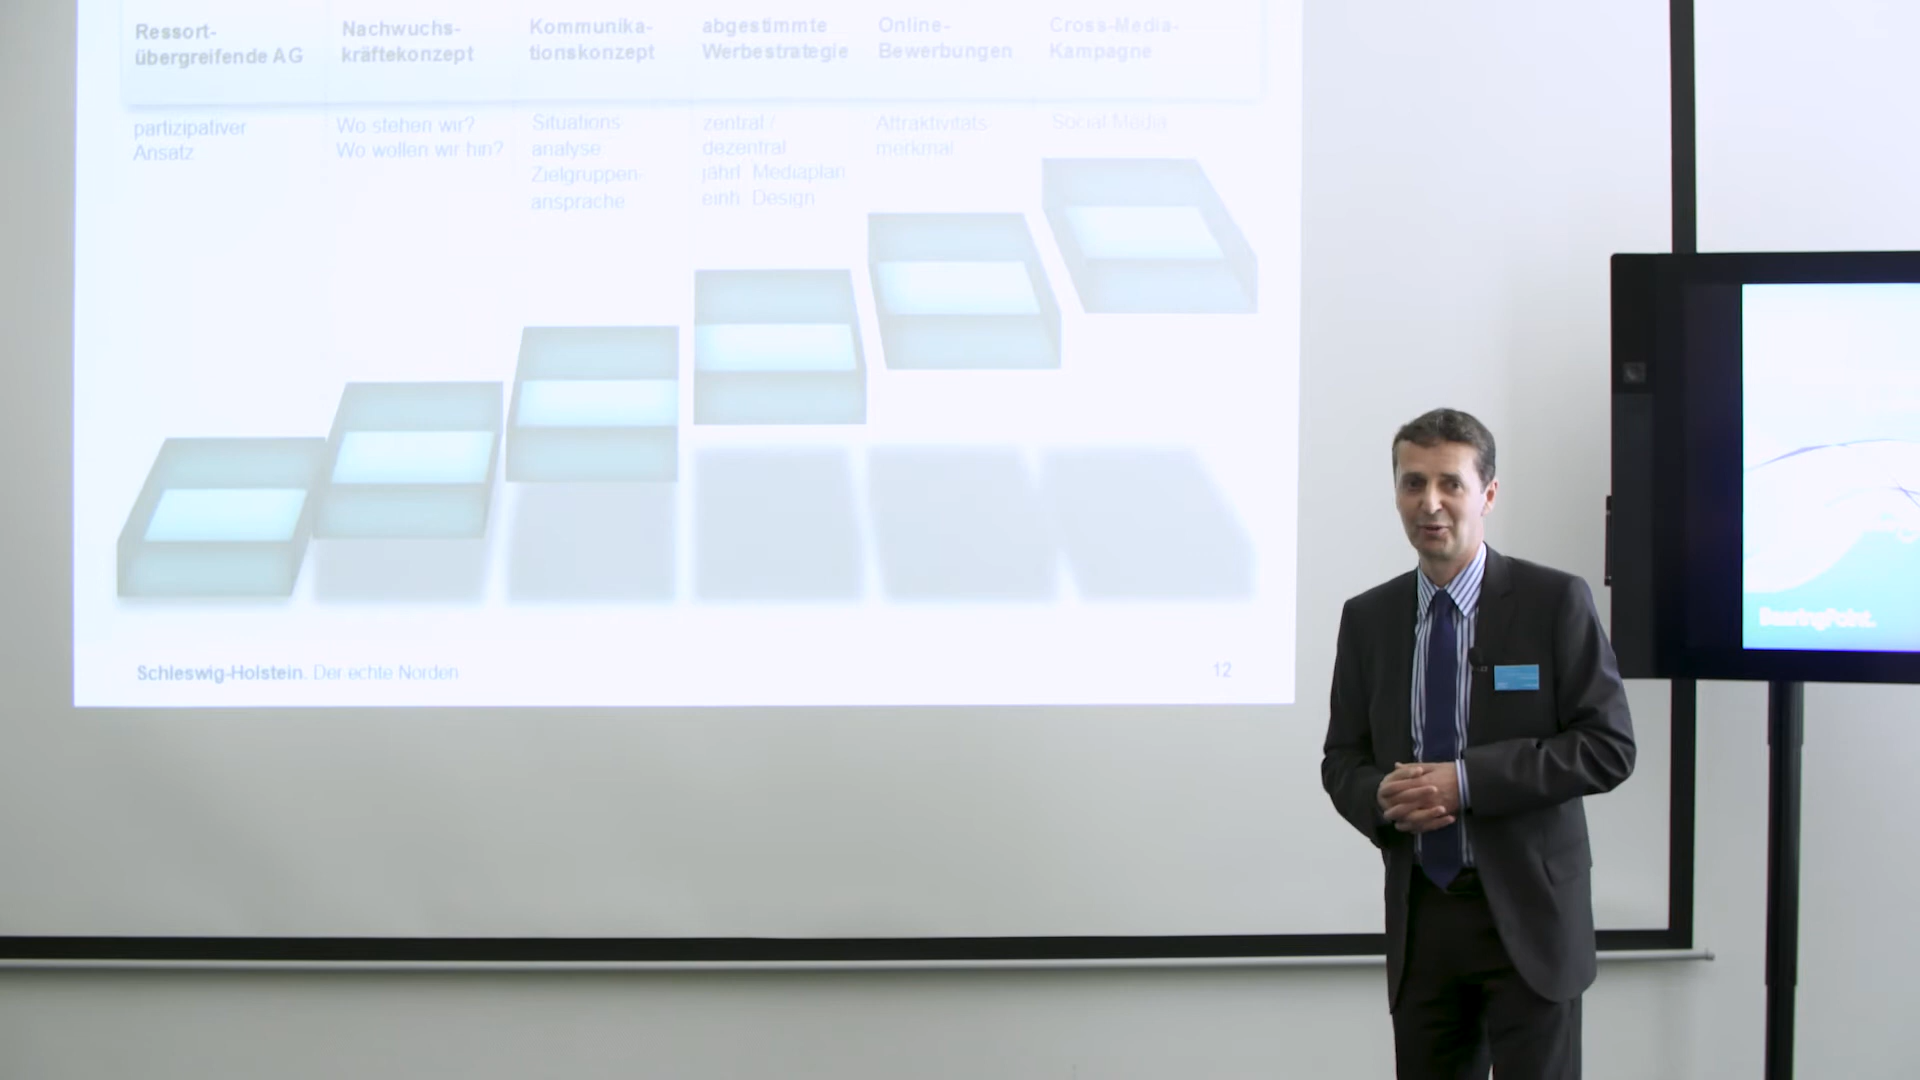 Ressort-
übergreifende AG
Nachwuchs-
kräftekonzept
Kommunika-
tionskonzept
abgestimmte
Werbestrategie
Online-
Bewerbungen
Cross-Media-
Kampagne
partizipativer
Ansatz
Wo stehen wir?
Wo wollen wir hin?
Situations-
analyse
Zielgruppen-
ansprache
zentral /
dezentral
jährl. Mediaplan
einh. Design
Attraktivitäts-
merkmal
Social Media
Schleswig-Holstein. Der echte Norden
12
BearingPoint.